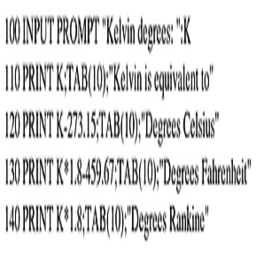 100 INPUT PROMPT "Kelvin degrees: ":K
110 PRINT K;TAB(10);"Kelvin is equivalent to"
120 PRINT K-273.15;TAB(10);"Degrees Celsius"
130 PRINT K*1.8-459.67;TAB(10);"Degrees Fahrenheit"
140 PRINT K*1.8;TAB(10);"Degrees Rankine"